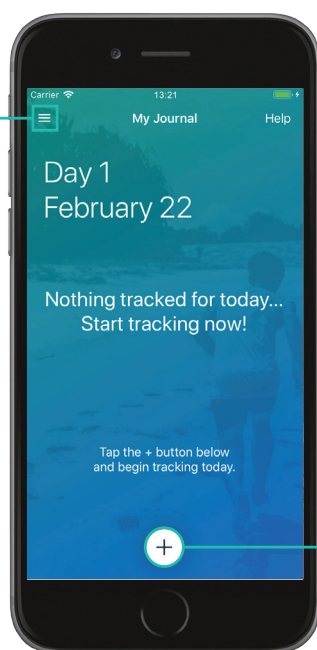 Carrier 13:21
My Journal Help
Day 1
February 22
Nothing tracked for today...
Start tracking now!
Tap the + button below
and begin tracking today.
+